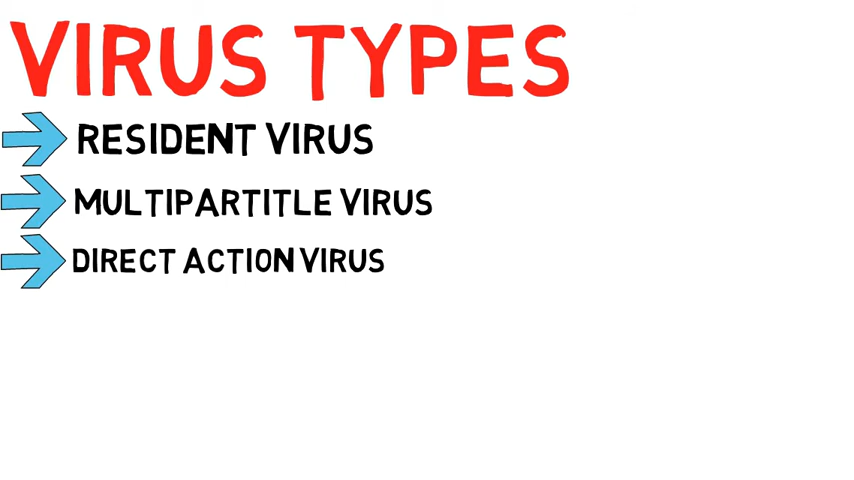 VIRUS TYPES
RESIDENT VIRUS
MULTIPARTITLE VIRUS
DIRECT ACTION VIRUS